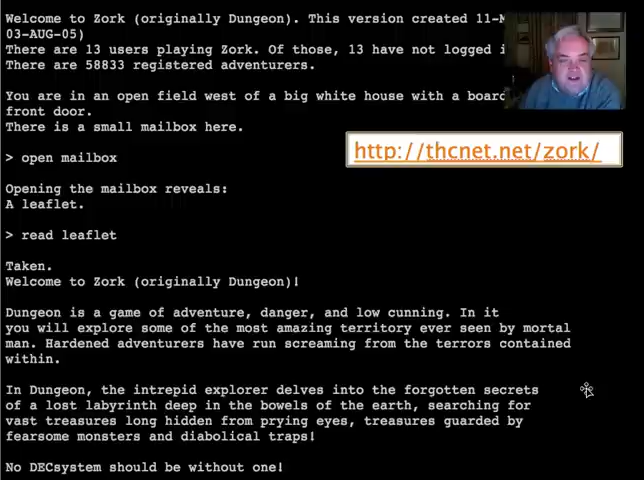 Welcome to Zork (originally Dungeon). This version created 11-M
03-AUG-05)
There are 13 users playing Zork. Of those, 13 have not logged i
There are 58833 registered adventurers.
You are in an open field west of a big white house with a board
front door.
There is a small mailbox here.
> open mailbox
http://thcnet.net/zork/
Opening the mailbox reveals:
A leaflet.
> read leaflet
Taken.
Welcome to Zork (originally Dungeon)!
Dungeon is a game of adventure, danger, and low cunning. In it
you will explore some of the most amazing territory ever seen by mortal
man. Hardened adventurers have run screaming from the terrors contained
within.
In Dungeon, the intrepid explorer delves into the forgotten secrets
of a lost labyrinth deep in the bowels of the earth, searching for
vast treasures long hidden from prying eyes, treasures guarded by
fearsome monsters and diabolical traps!
No DECsystem should be without one!